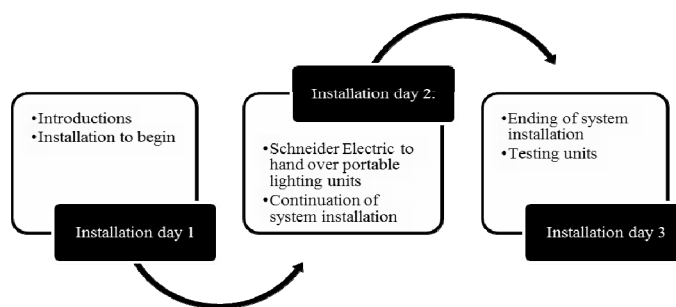 •Introductions
•Installation to begin
Installation day 1
Installation day 2:
•Schneider Electric to
hand over portable
lighting units
•Continuation of
system installation
•Ending of system
installation
•Testing units
Installation day 3